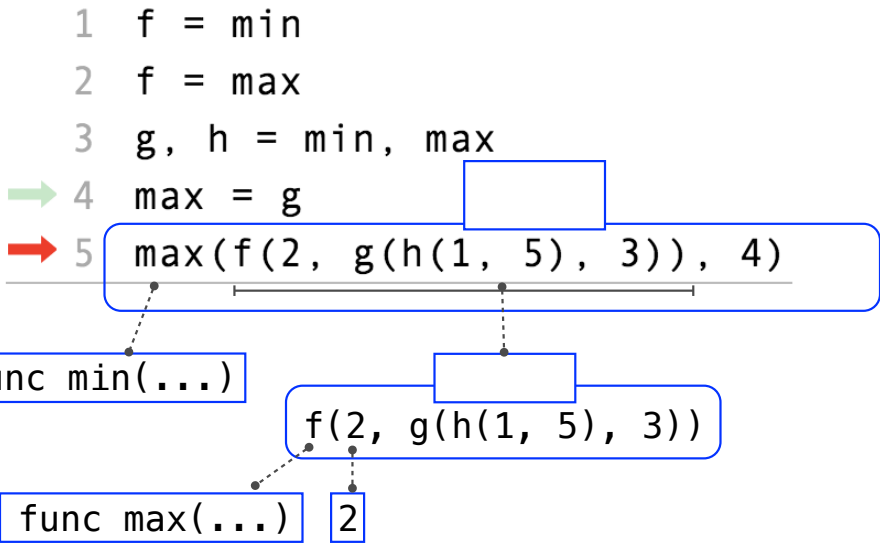 1 f = min
2 f = max
3 g, h = min, max
4 max = g
5 max(f(2, g(h(1, 5), 3)), 4)
min(...)
f(2, g(h(1, 5), 3))
func max(...) 2